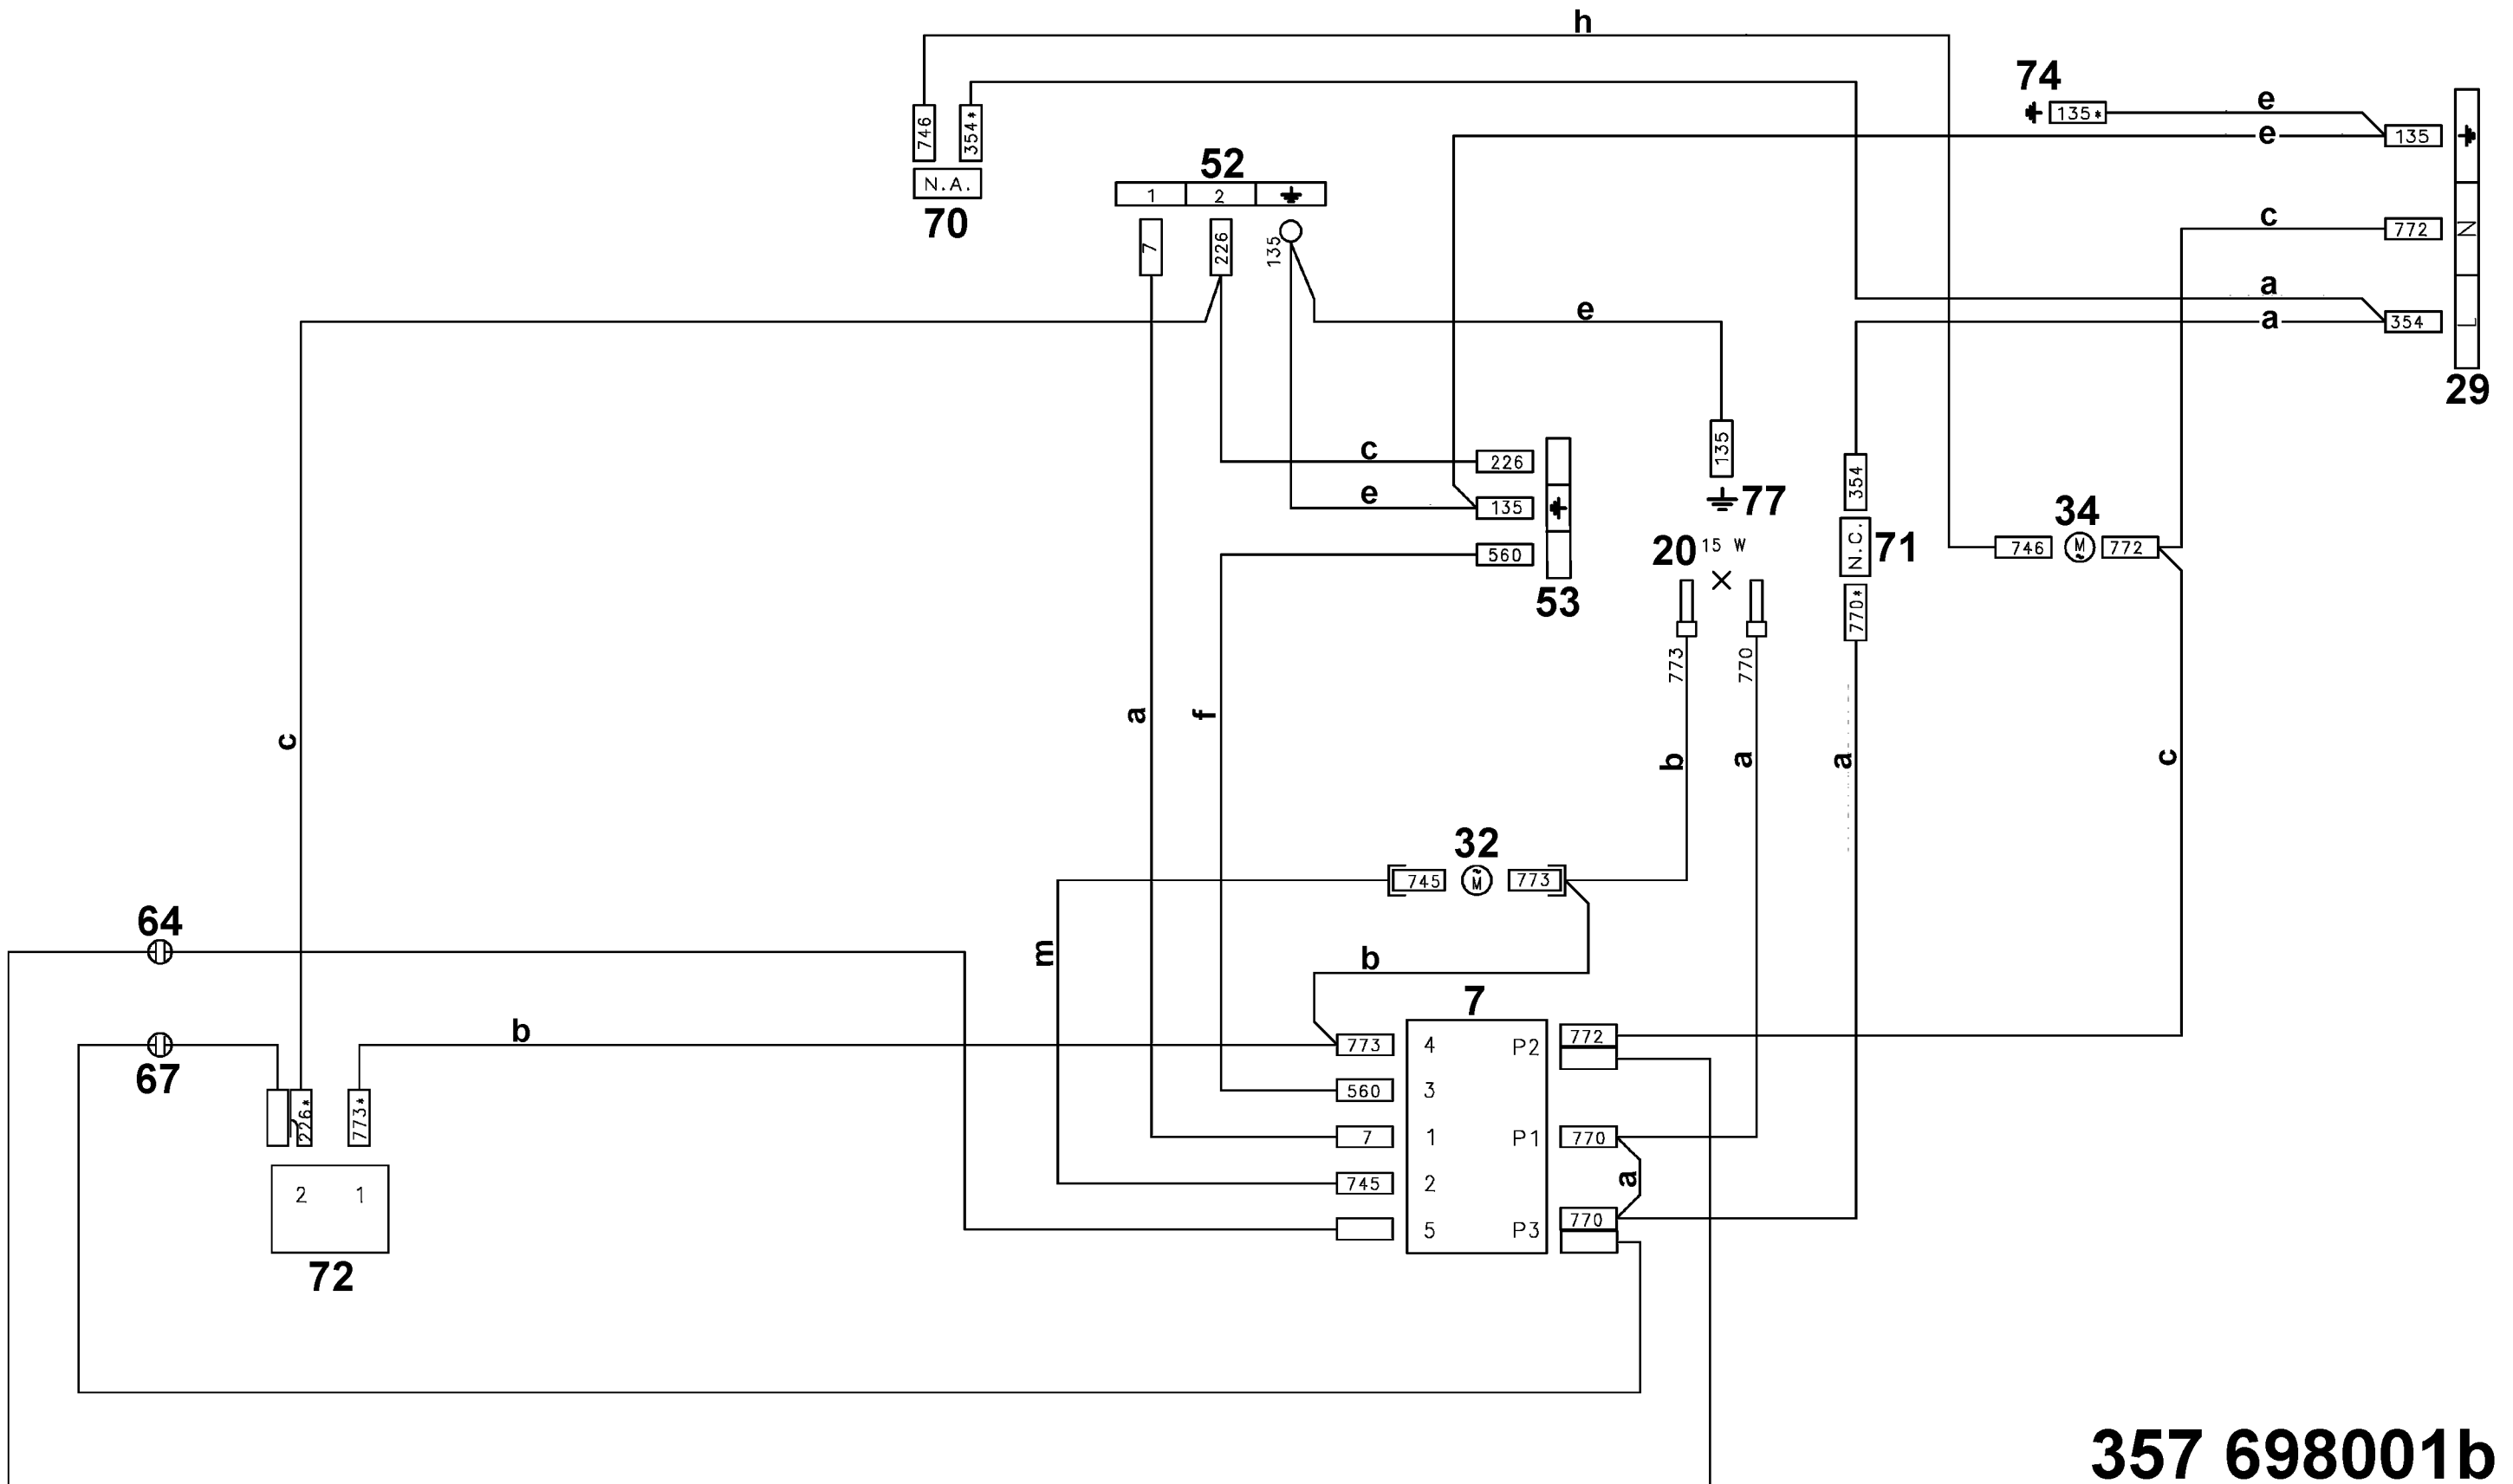 h
74
135*
e
e
135
746
354*
N.A.
70
52
1
2
7
226
135
c
772
N
a
a
354
L
29
e
c
226
e
135
560
53
135
77
354
N.C.
71
770*
34
746
M
772
20
15 W
773
770
c
a
f
b
a
a
c
32
745
M
773
64
m
b
7
b
67
773
4
P2
772
560
3
226*
773*
7
1
P1
770
a
745
2
2
1
5
P3
770
72
357 698001b